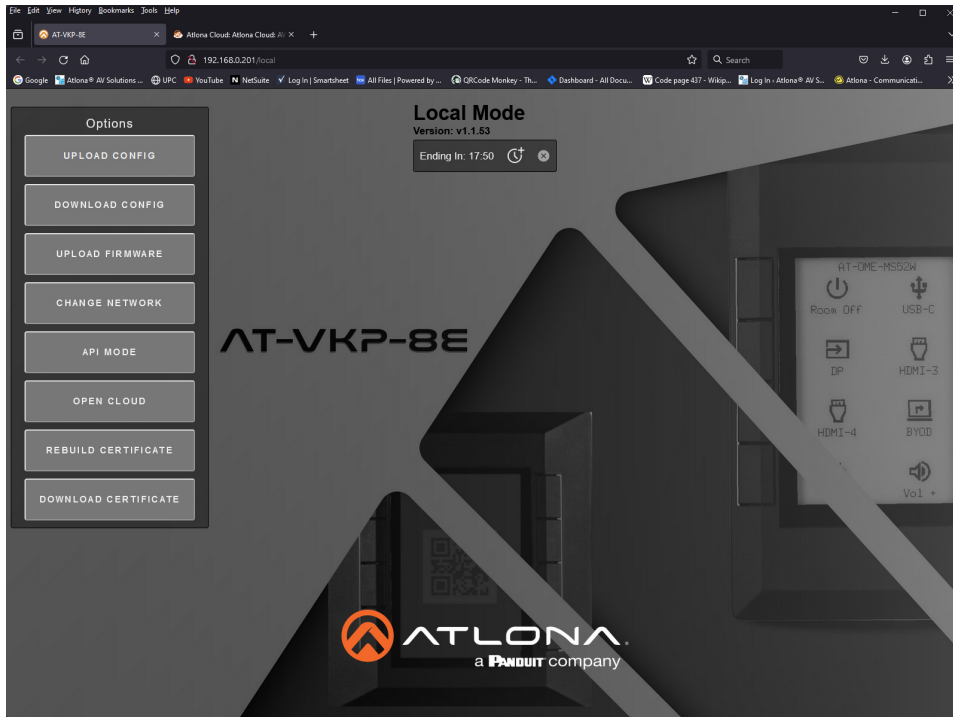 File Edit View History Bookmarks Tools Help
AT-VKP-8E
Atlona Cloud: Atlona Cloud: AV
192.168.0.201/local
Search
Google Atlona® AV Solutions ... UPC YouTube NetSuite Log In | Smartsheet All Files | Powered by ... QRCode Monkey - Th... Dashboard - All Docu... Code page 437 - Wikip... Log In ‹ Atlona® AV S... Atlona - Communicati...
Options
UPLOAD CONFIG
DOWNLOAD CONFIG
UPLOAD FIRMWARE
CHANGE NETWORK
API MODE
OPEN CLOUD
REBUILD CERTIFICATE
DOWNLOAD CERTIFICATE
Local Mode
Version: v1.1.53
Ending In: 17:50
AT-VKP-8E
AT-OME-MS52W
Room Off USB-C
DP HDMI-3
HDMI-4 BYOD
Vol +
ATLONA.
a PANDUIT company